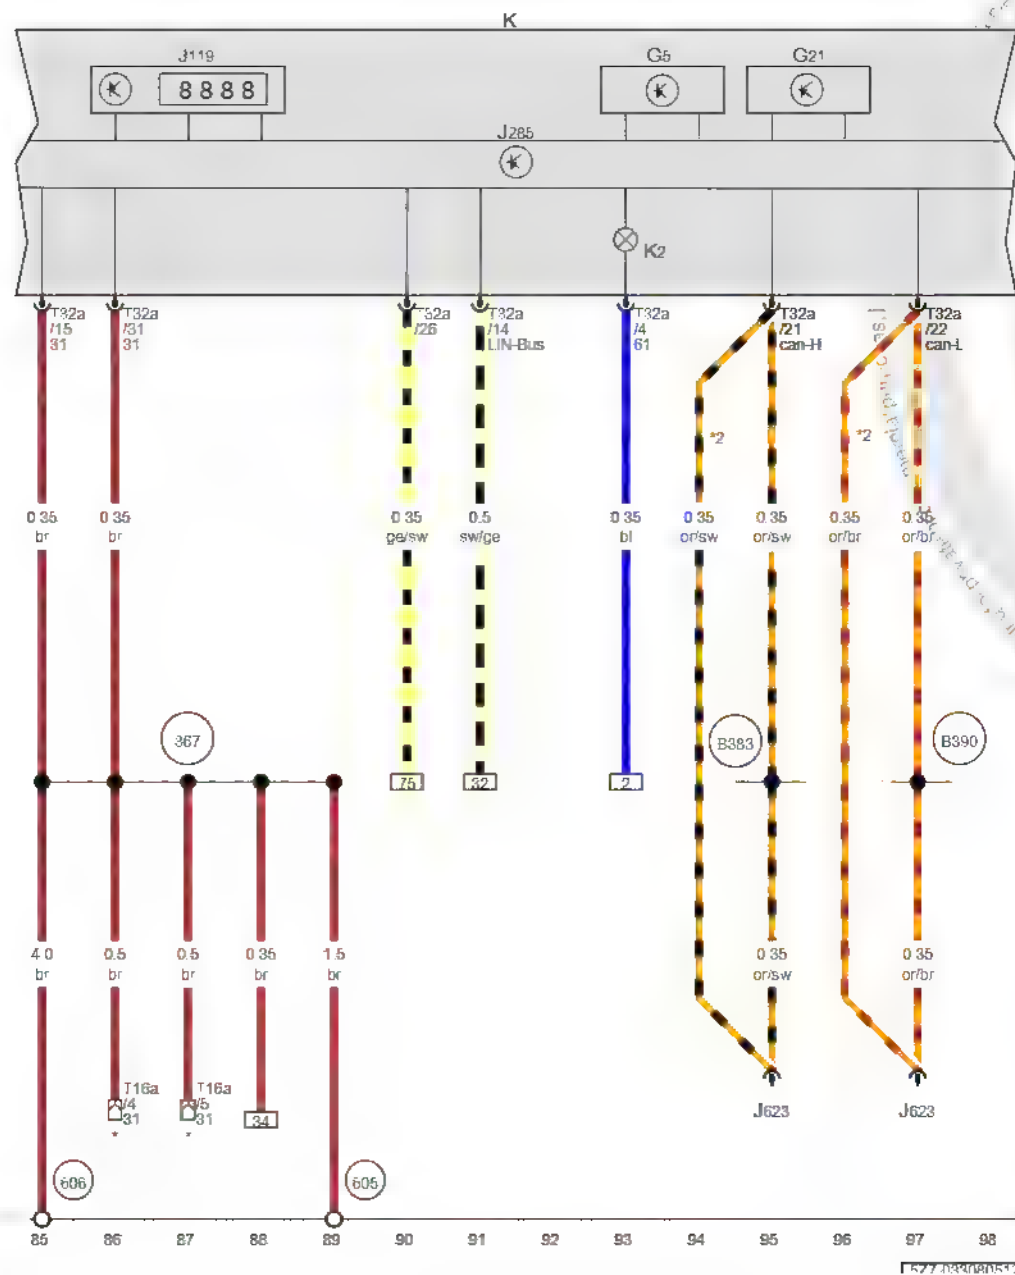 K
J119
G5
G21
8888
J285
K2
T32a
/15
31
T32a
/31
31
/26
T32a
/14
LIN-Bus
T32a
/4
61
T32a
/21
can-H
T32a
/22
can-L
*2
*2
0.35
br
0.35
br
0.35
ge/sw
0.5
sw/ge
0.35
bl
0.35
or/sw
0.35
or/sw
0.35
or/br
0.35
or/br
367
B383
B390
75
32
2
4.0
br
0.5
br
0.5
br
0.35
br
1.5
br
0.35
or/sw
0.35
or/br
T16a
/4
31
*
T16a
/5
31
*
34
J623
J623
606
605
85 86 87 88 89 90 91 92 93 94 95 96 97 98